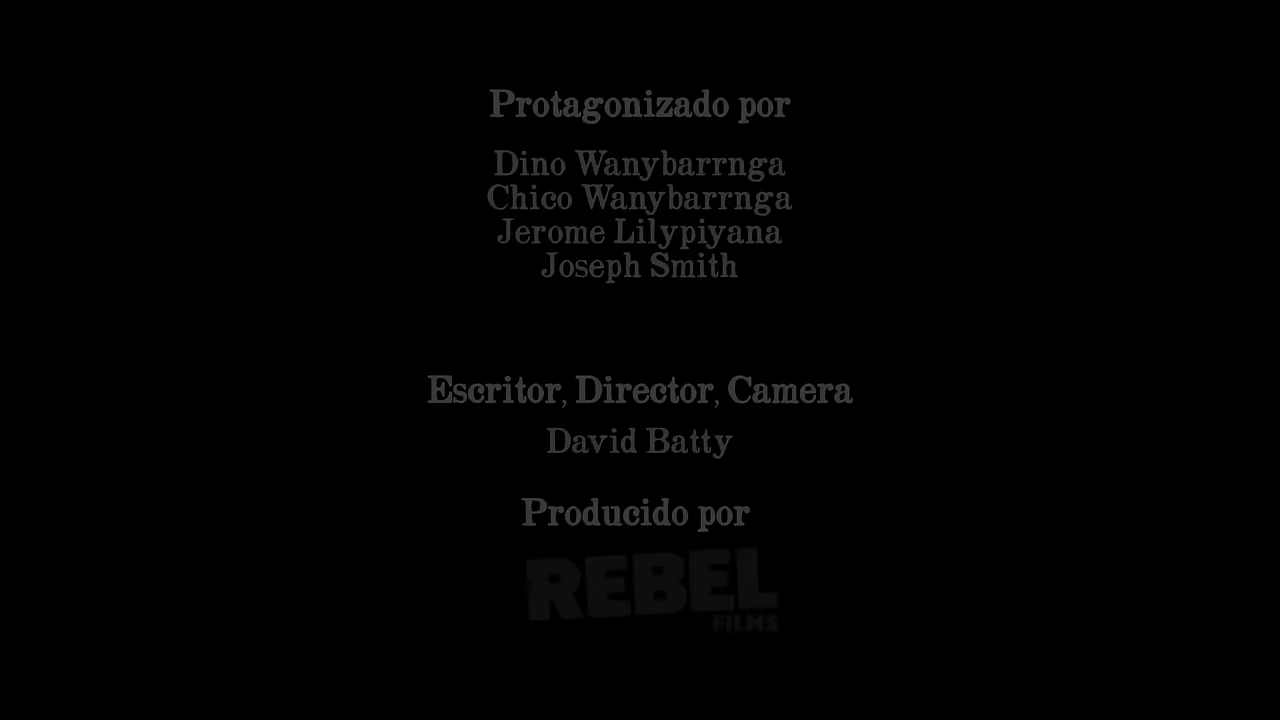 Protagonizado por
Dino Wanybarrnga
Chico Wanybarrnga
Jerome Lilypiyana
Joseph Smith
Escritor, Director, Camera
David Batty
Producido por
REBEL
FILMS